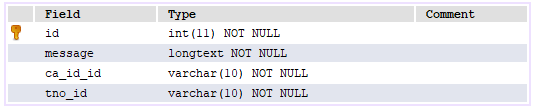 Field Type Comment
id int(11) NOT NULL
message longtext NOT NULL
ca_id_id varchar(10) NOT NULL
tno_id varchar(10) NOT NULL